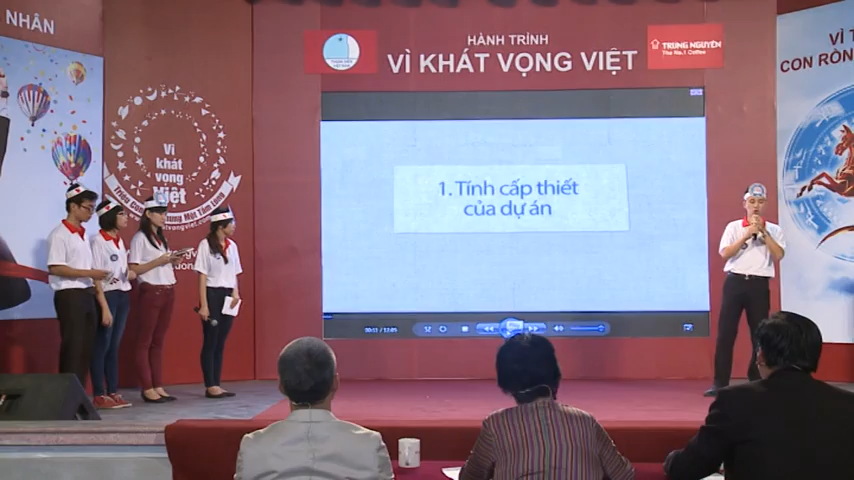 NHÂN
HÀNH TRÌNH
VÌ KHÁT VỌNG VIỆT
TRUNG NGUYÊN
The No.1 Coffee
VÌ T
CON RỒN
Vì
khát
vọng
Việt
1. Tính cấp thiết
của dự án